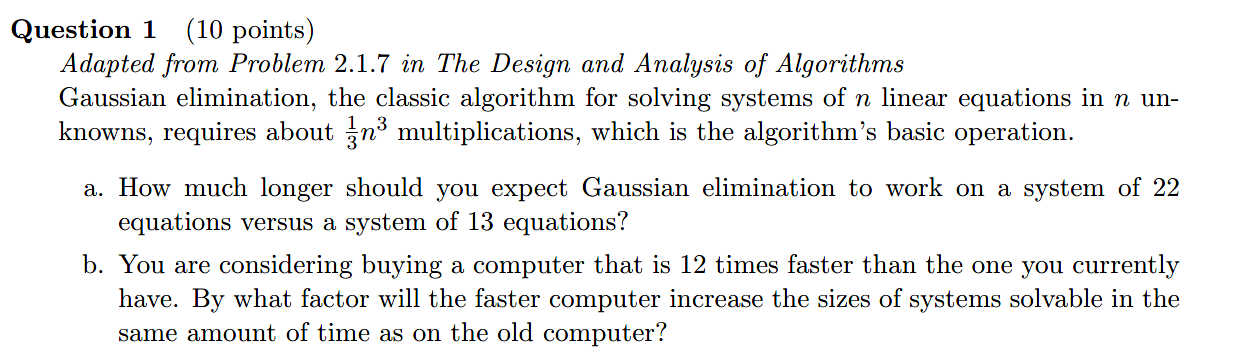 Question 1 (10 points)
Adapted from Problem 2.1.7 in The Design and Analysis of Algorithms
Gaussian elimination, the classic algorithm for solving systems of n linear equations in n un-
knowns, requires about 1/3 n³ multiplications, which is the algorithm's basic operation.
a. How much longer should you expect Gaussian elimination to work on a system of 22
equations versus a system of 13 equations?
b. You are considering buying a computer that is 12 times faster than the one you currently
have. By what factor will the faster computer increase the sizes of systems solvable in the
same amount of time as on the old computer?